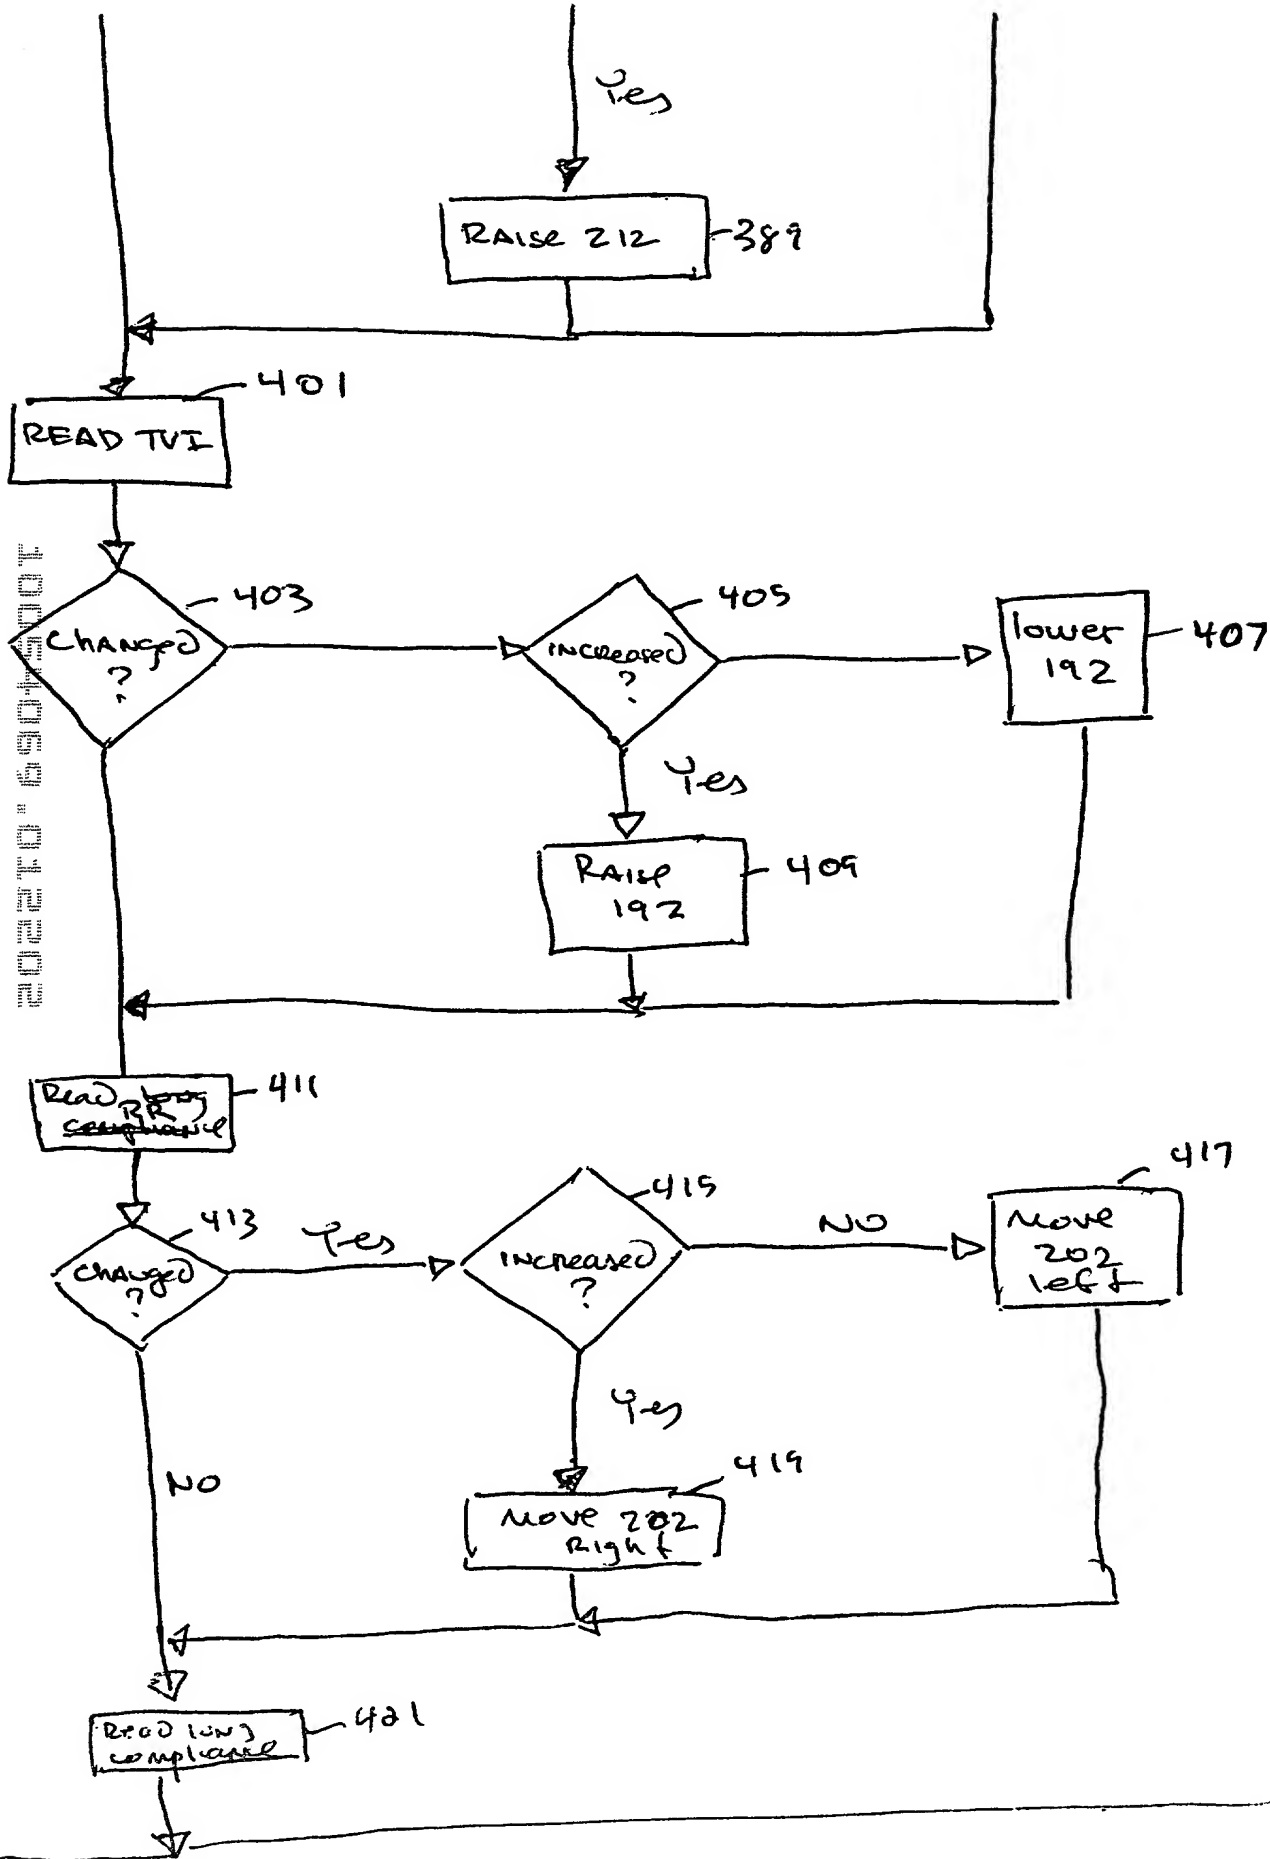 Yes
RAISE 212
389
401
READ TVI
403
405
407
Changed
?
INCREASED
?
lower
192
Yes
Raise
192
409
Read
RR
411
413
Yes
415
NO
417
Changed
?
INCREASED
?
Move
202
left
Yes
NO
419
Move 202
Right
Read lung
compliance
421